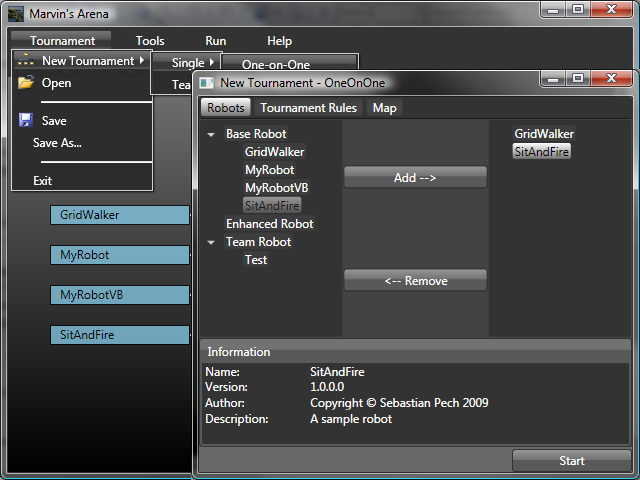 Marvin's Arena
Tournament Tools Run Help
New Tournament
Open
Save
Save As...
Exit
Single
One-on-One
GridWalker
MyRobot
MyRobotVB
SitAndFire
New Tournament - OneOnOne
Robots Tournament Rules Map
Base Robot
GridWalker
MyRobot
MyRobotVB
SitAndFire
Enhanced Robot
Team Robot
Test
Add -->
<-- Remove
GridWalker
SitAndFire
Information
Name: SitAndFire
Version: 1.0.0.0
Author: Copyright © Sebastian Pech 2009
Description: A sample robot
Start